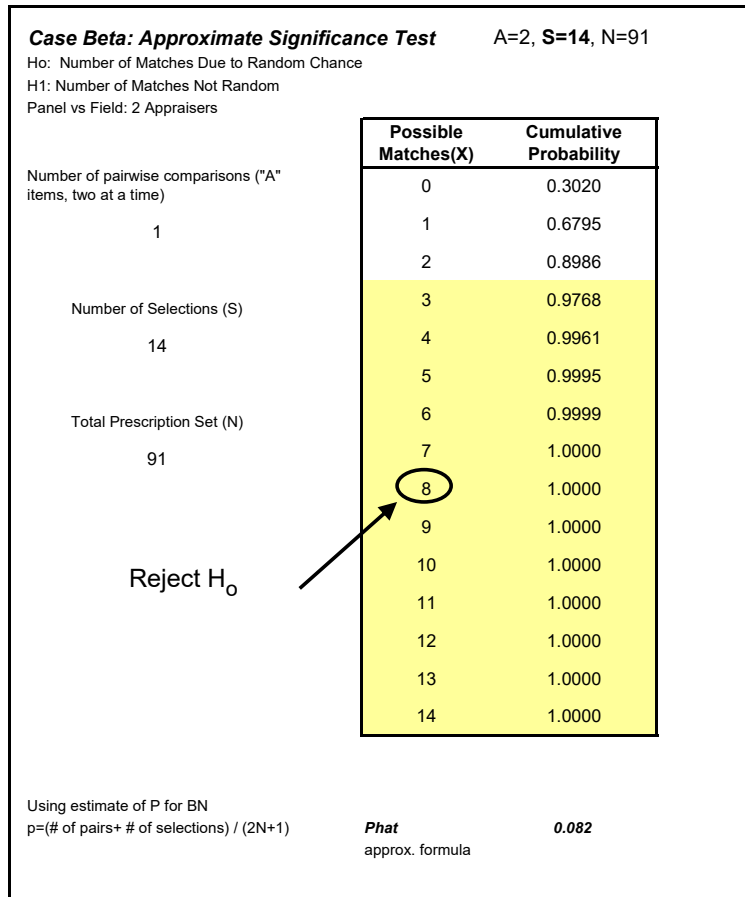 Case Beta: Approximate Significance Test A=2, S=14, N=91
Ho: Number of Matches Due to Random Chance
H1: Number of Matches Not Random
Panel vs Field: 2 Appraisers
Possible Matches(X) Cumulative Probability
Number of pairwise comparisons ("A"
items, two at a time)
1
Number of Selections (S)
14
Total Prescription Set (N)
91
Reject Ho
0 0.3020
1 0.6795
2 0.8986
3 0.9768
4 0.9961
5 0.9995
6 0.9999
7 1.0000
8 1.0000
9 1.0000
10 1.0000
11 1.0000
12 1.0000
13 1.0000
14 1.0000
Using estimate of P for BN
p=(# of pairs+ # of selections) / (2N+1) Phat 0.082
approx. formula